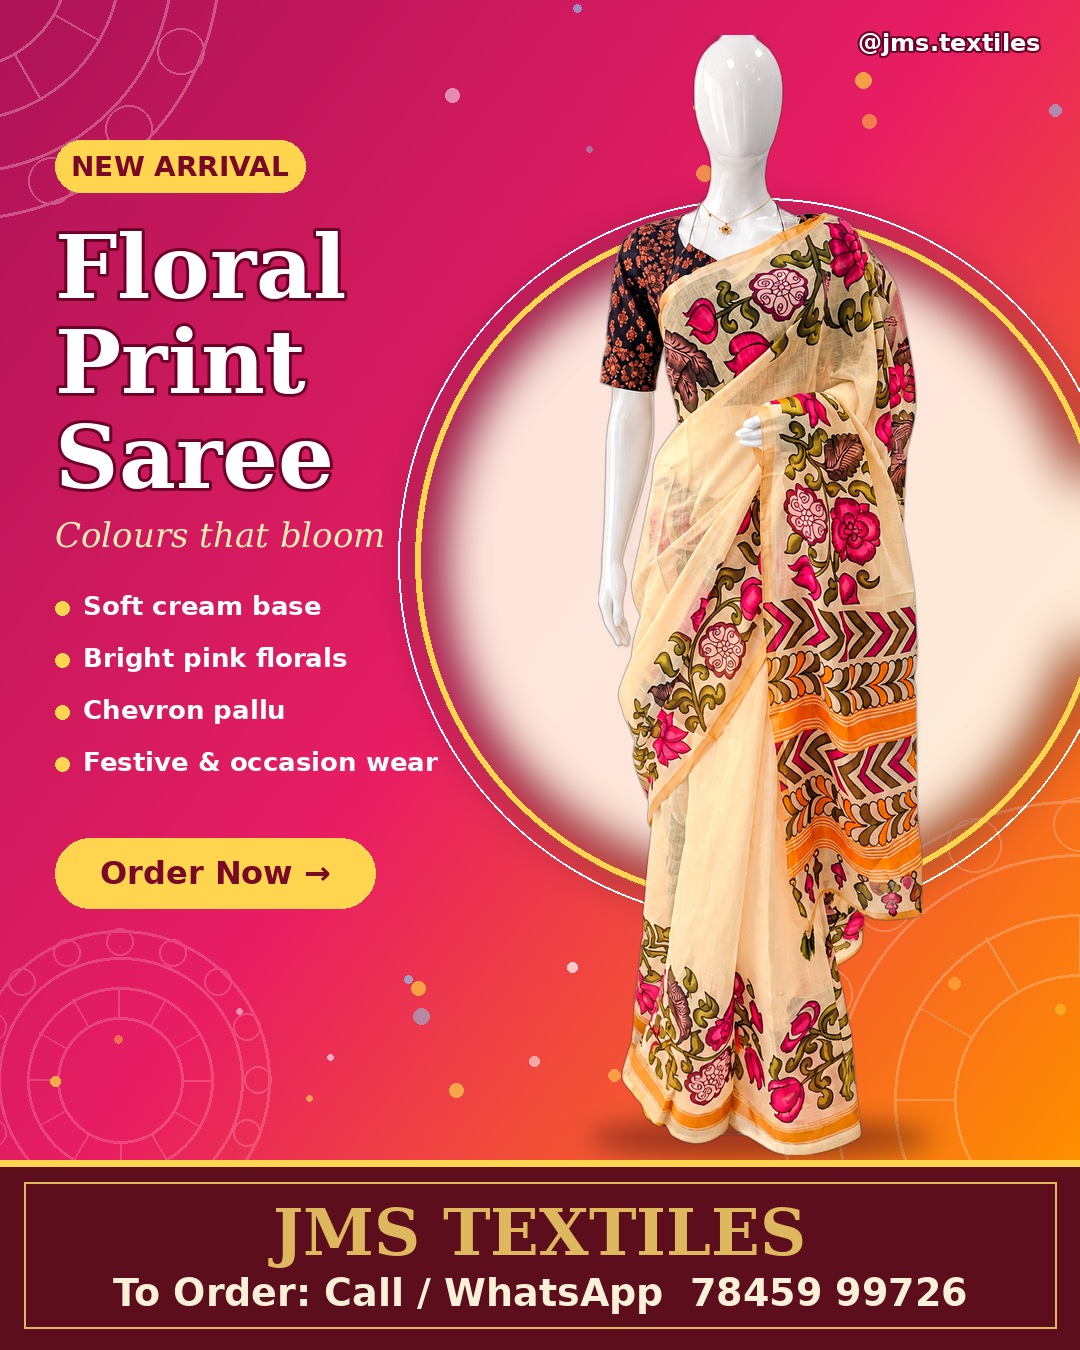 @jms.textiles
NEW ARRIVAL
Floral
Print
Saree
Colours that bloom
Soft cream base
Bright pink florals
Chevron pallu
Festive & occasion wear
Order Now →
JMS TEXTILES
To Order: Call / WhatsApp 78459 99726